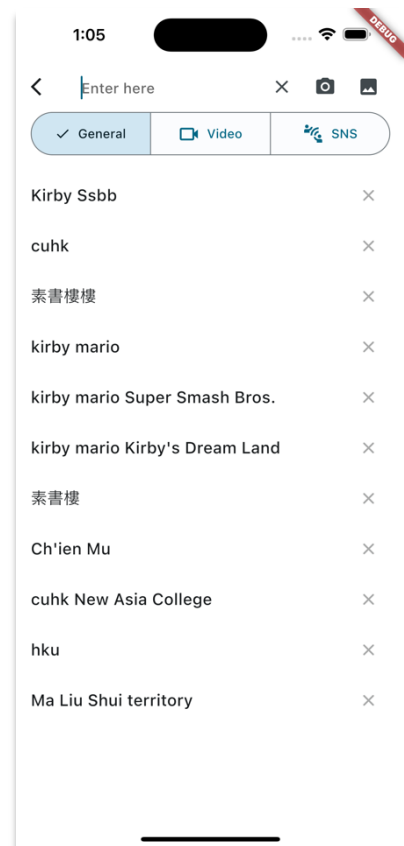 1:05
DEBUG
Enter here
General
Video
SNS
Kirby Ssbb
cuhk
素書樓樓
kirby mario
kirby mario Super Smash Bros.
kirby mario Kirby's Dream Land
素書樓
Ch'ien Mu
cuhk New Asia College
hku
Ma Liu Shui territory